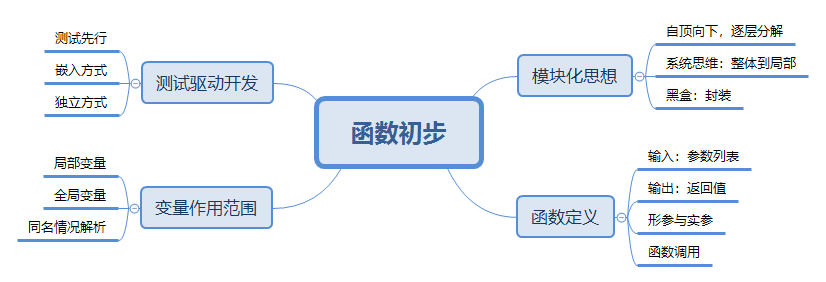 函数初步
模块化思想
自顶向下，逐层分解
系统思维：整体到局部
黑盒：封装
函数定义
输入：参数列表
输出：返回值
形参与实参
函数调用
测试驱动开发
测试先行
嵌入方式
独立方式
变量作用范围
局部变量
全局变量
同名情况解析